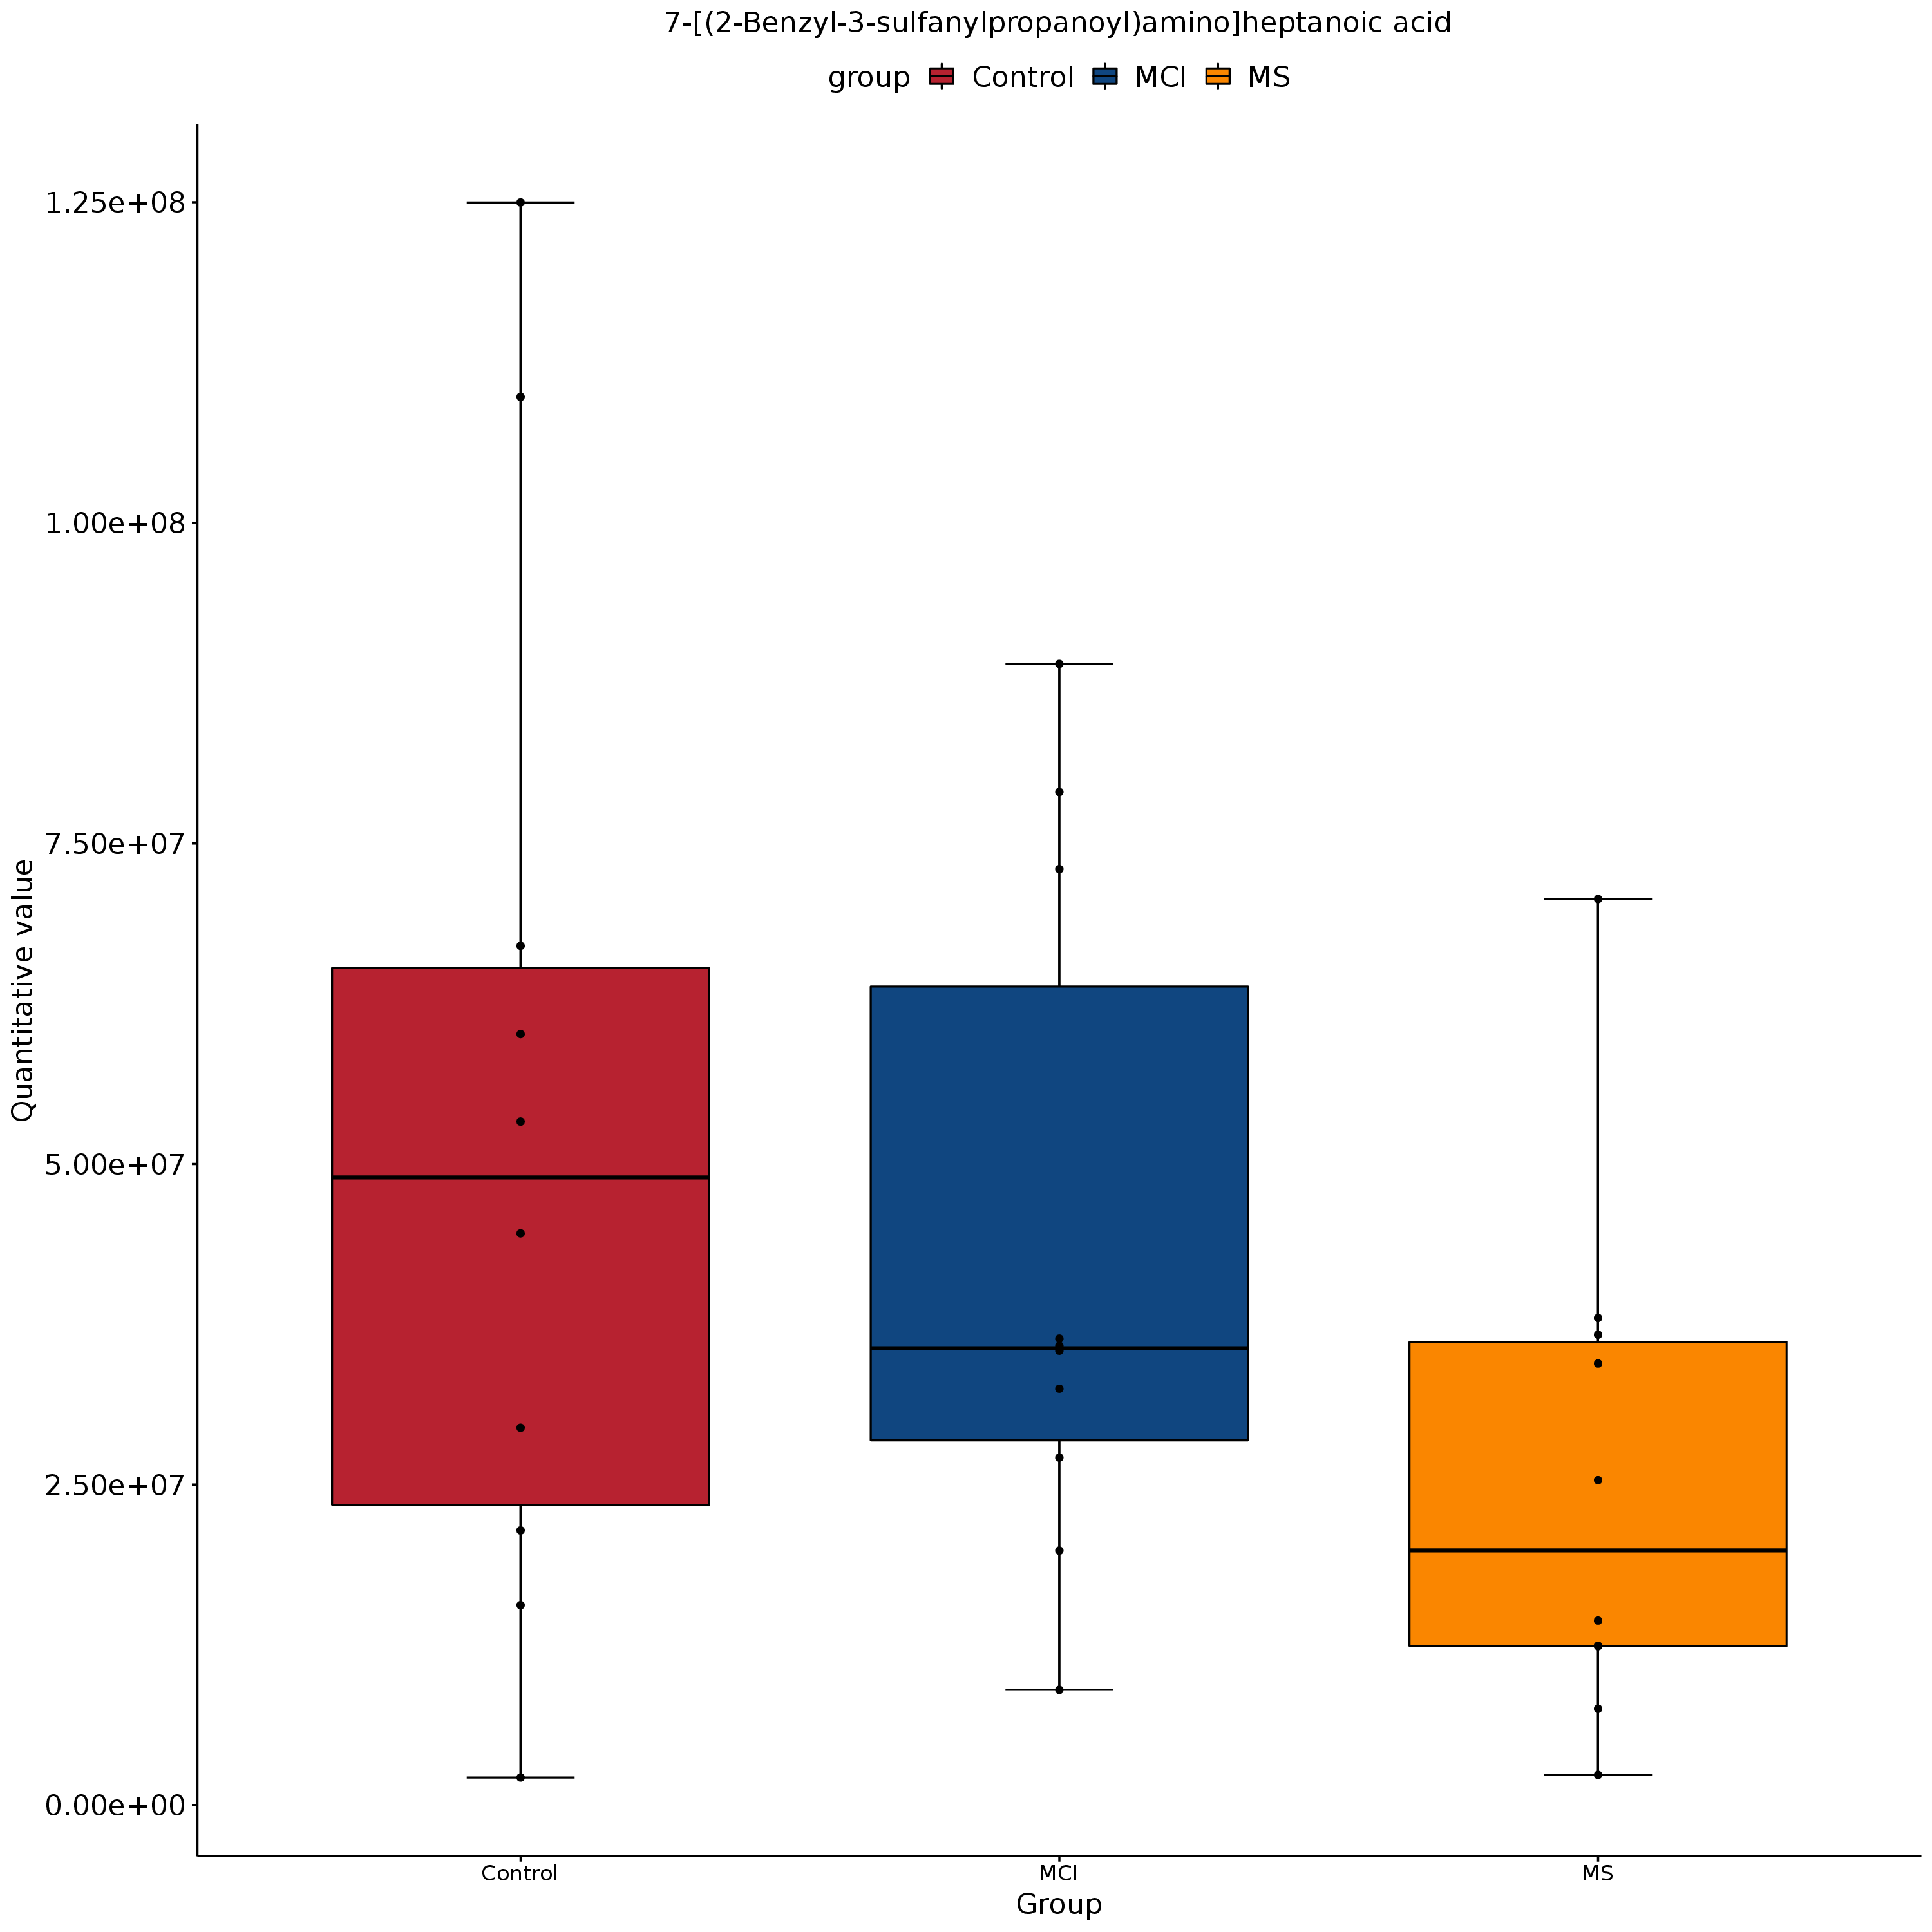 7-[(2-Benzyl-3-sulfanylpropanoyl)amino]heptanoic acid
group Control MCI MS
1.25e+08
1.00e+08
7.50e+07
5.00e+07
2.50e+07
0.00e+00
Quantitative value
Control MCI MS
Group